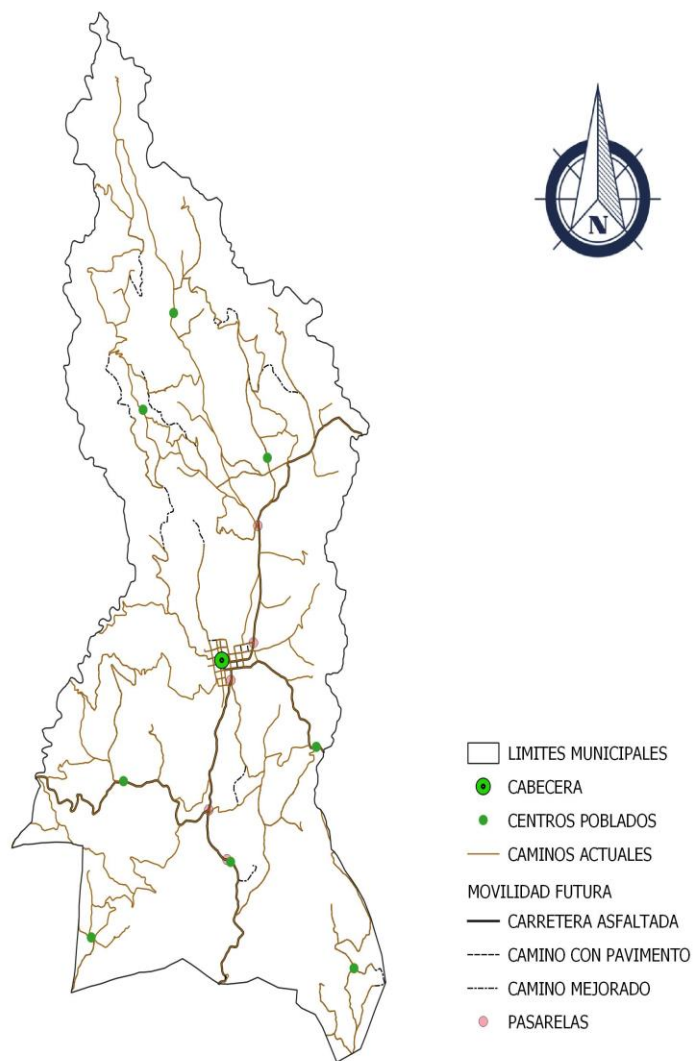 N
LIMITES MUNICIPALES
CABECERA
CENTROS POBLADOS
CAMINOS ACTUALES
MOVILIDAD FUTURA
CARRETERA ASFALTADA
CAMINO CON PAVIMENTO
CAMINO MEJORADO
PASARELAS